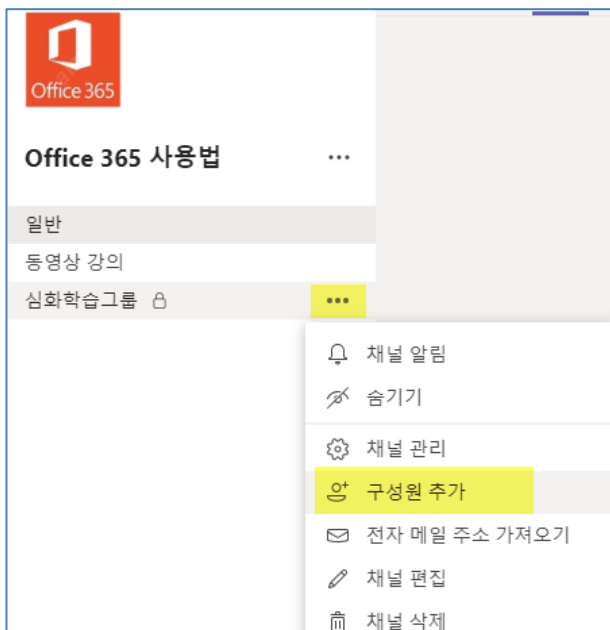 Office 365
Office 365 사용법
일반
동영상 강의
심화학습그룹
채널 알림
숨기기
채널 관리
구성원 추가
전자 메일 주소 가져오기
채널 편집
채널 삭제